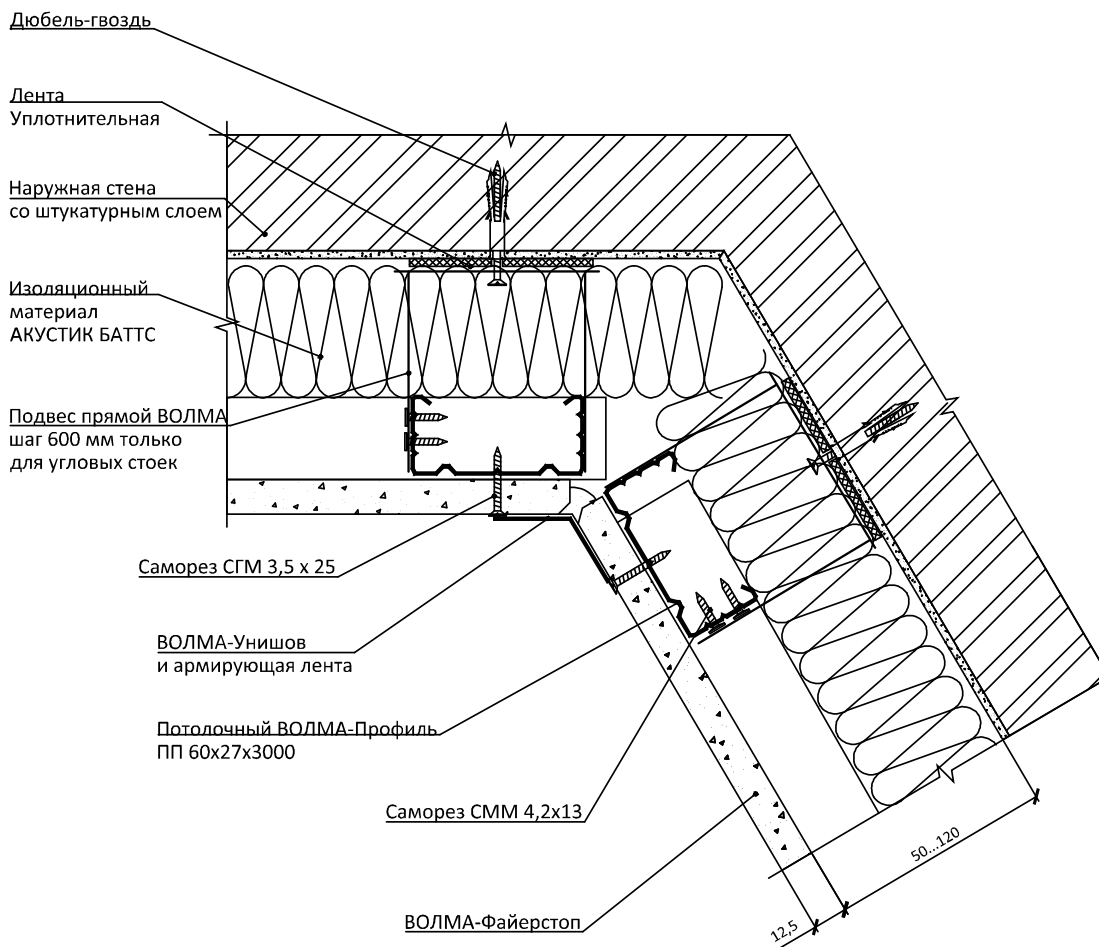 Дюбель-гвоздь
Лента
Уплотнительная
Наружная стена
со штукатурным слоем
Изоляционный
материал
АКУСТИК БАТТС
Подвес прямой ВОЛМА
шаг 600 мм только
для угловых стоек
Саморез СГМ 3,5 х 25
ВОЛМА-Унишов
и армирующая лента
Потолочный ВОЛМА-Профиль
ПП 60х27х3000
Саморез СММ 4,2х13
ВОЛМА-Файерстоп
50...120
12,5